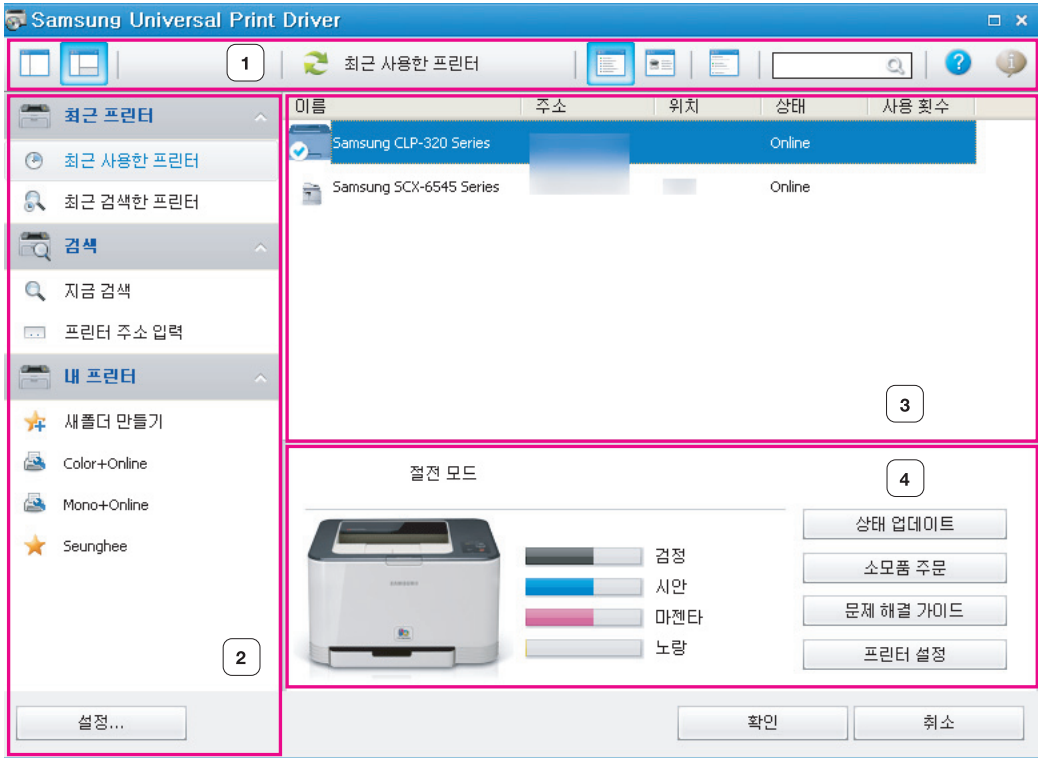 Samsung Universal Print Driver
1
최근 사용한 프린터
최근 프린터
최근 사용한 프린터
최근 검색한 프린터
검색
지금 검색
프린터 주소 입력
내 프린터
새폴더 만들기
Color+Online
Mono+Online
Seunghee
2
설정...
이름 주소 위치 상태 사용 횟수
Samsung CLP-320 Series Online
Samsung SCX-6545 Series Online
3
절전 모드
4
SAMSUNG
검정
시안
마젠타
노랑
상태 업데이트
소모품 주문
문제 해결 가이드
프린터 설정
확인 취소